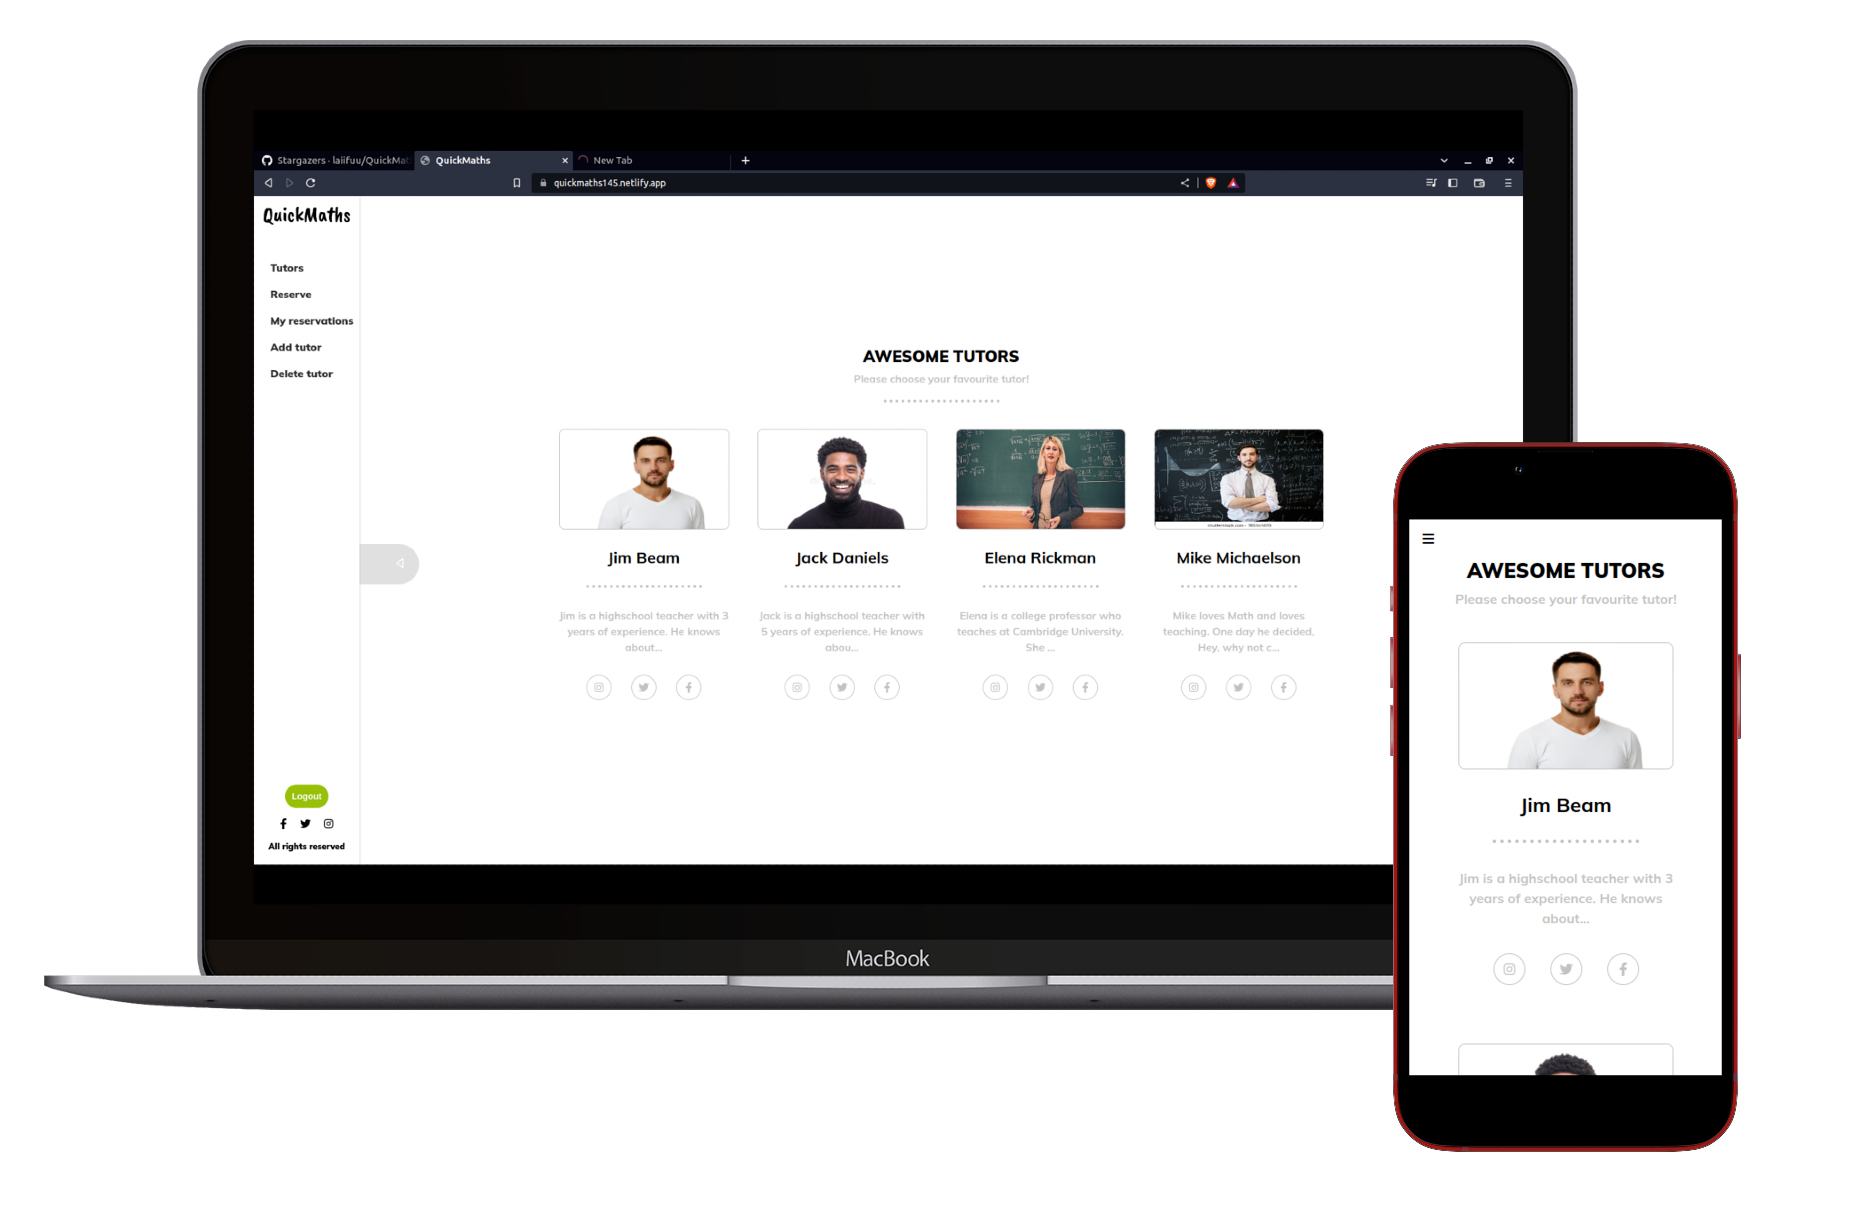 Stargazers · laiifuu/QuickMat
QuickMaths
New Tab
quickmaths145.netlify.app
QuickMaths
Tutors
Reserve
My reservations
Add tutor
Delete tutor
Logout
All rights reserved
AWESOME TUTORS
Please choose your favourite tutor!
Jim Beam
Jim is a highschool teacher with 3
years of experience. He knows
about...
Jack Daniels
Jack is a highschool teacher with
5 years of experience. He knows
abou...
Elena Rickman
Elena is a college professor who
teaches at Cambridge University.
She ...
Mike Michaelson
Mike loves Math and loves
teaching. One day he decided,
Hey, why not c...
MacBook
AWESOME TUTORS
Please choose your favourite tutor!
Jim Beam
Jim is a highschool teacher with 3
years of experience. He knows
about...